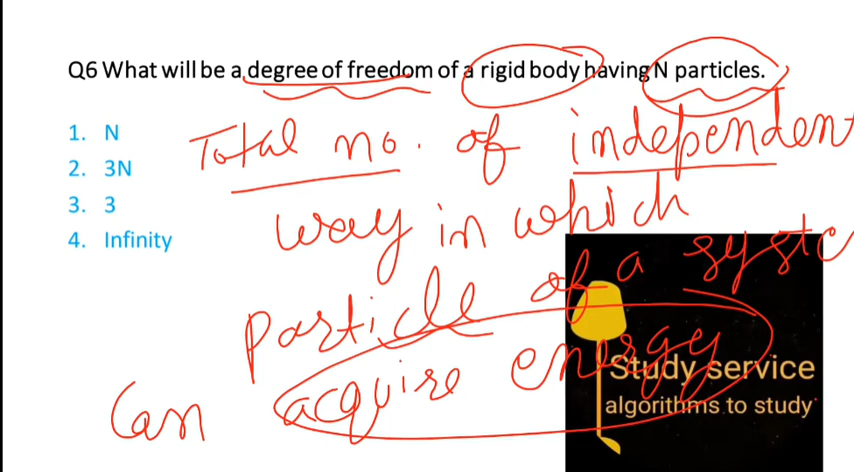 Q6 What will be a degree of freedom of a rigid body having N particles.
1. N
2. 3N
3. 3
4. Infinity
Total no. of independent
way in which
particle of a syste
can acquire energy
Study service
algorithms to study